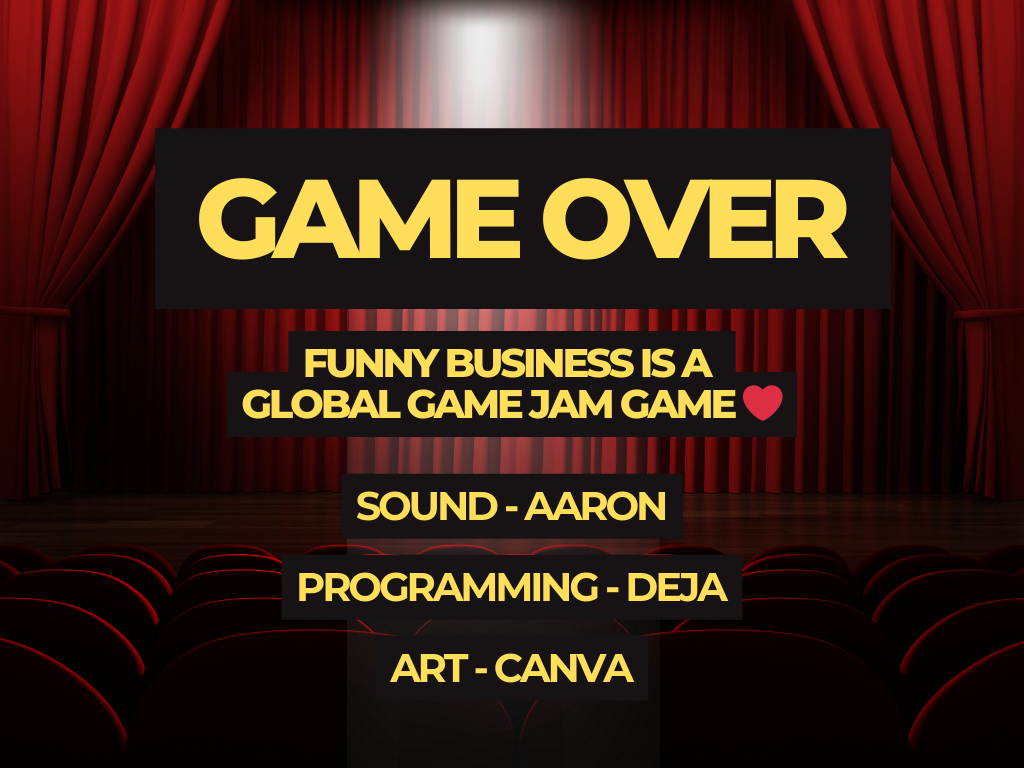 GAME OVER
FUNNY BUSINESS IS A
GLOBAL GAME JAM GAME ❤️
SOUND - AARON
PROGRAMMING - DEJA
ART - CANVA